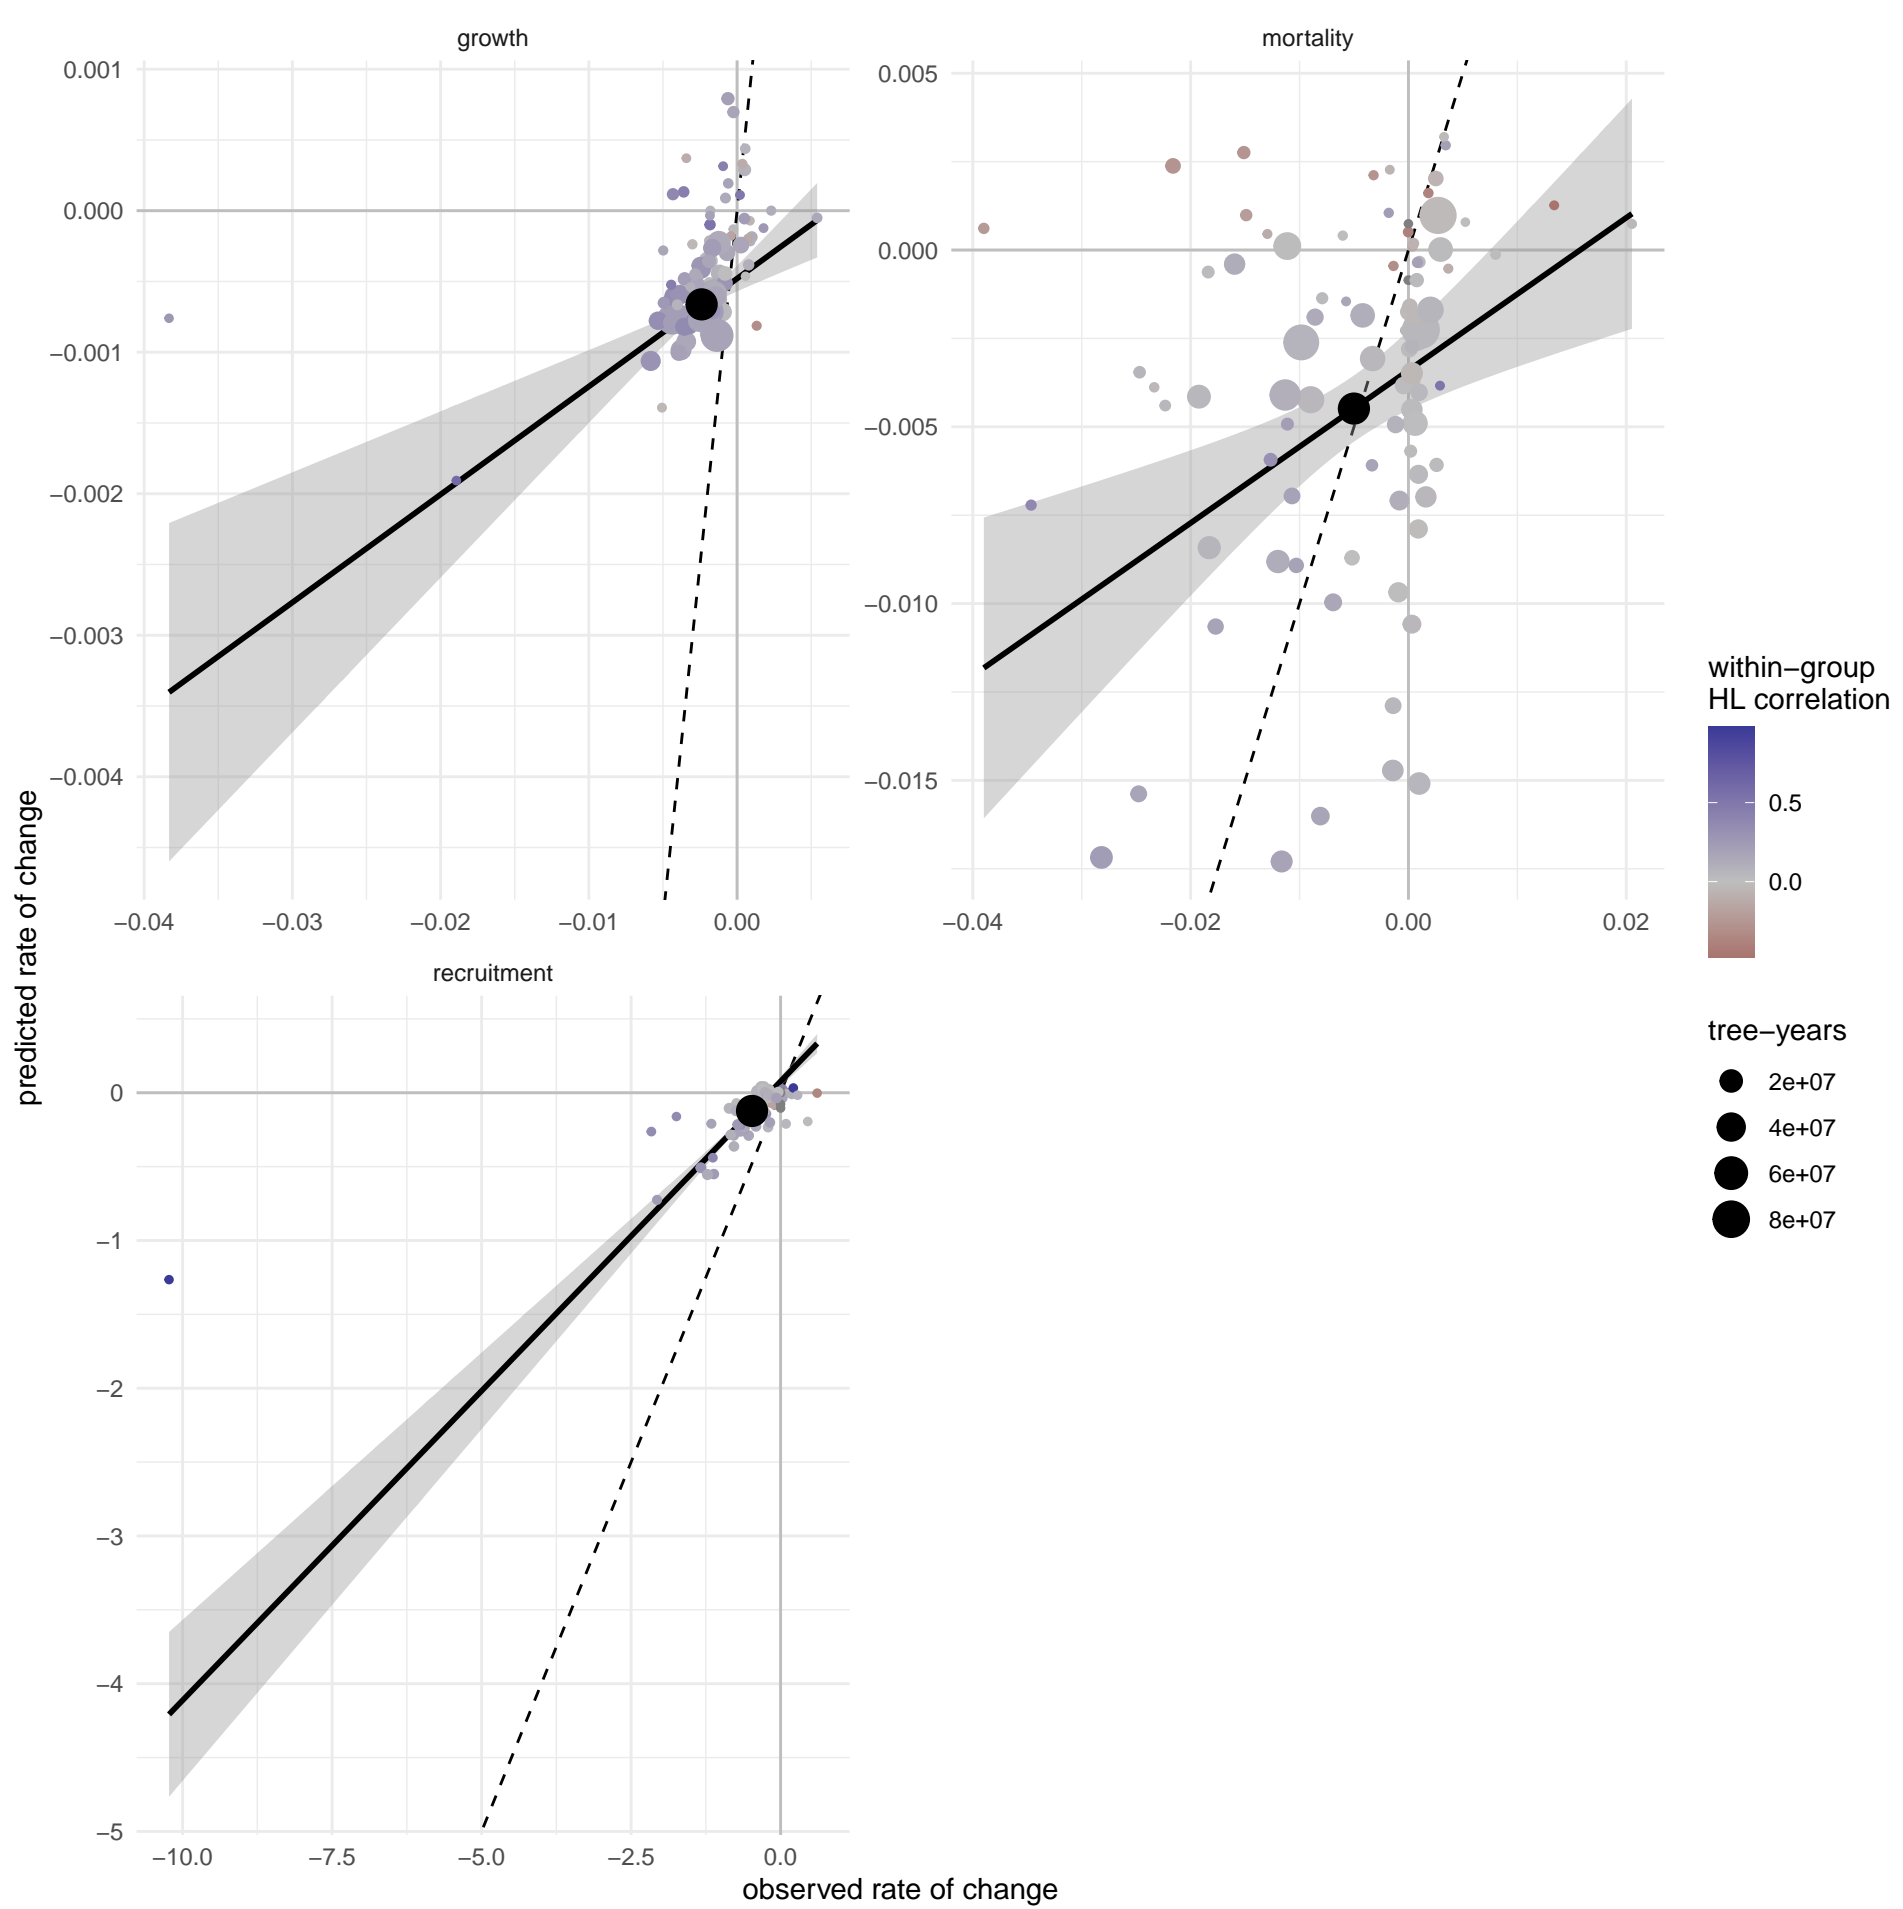 growth
mortality
0.001
0.000
−0.001
−0.002
−0.003
−0.004
−0.04
−0.03
−0.02
−0.01
0.00
0.005
0.000
−0.005
−0.010
−0.015
−0.04
−0.02
0.00
0.02
recruitment
0
−1
−2
−3
−4
−5
−10.0
−7.5
−5.0
−2.5
0.0
predicted rate of change
observed rate of change
within−group
HL correlation
0.5
0.0
tree−years
2e+07
4e+07
6e+07
8e+07